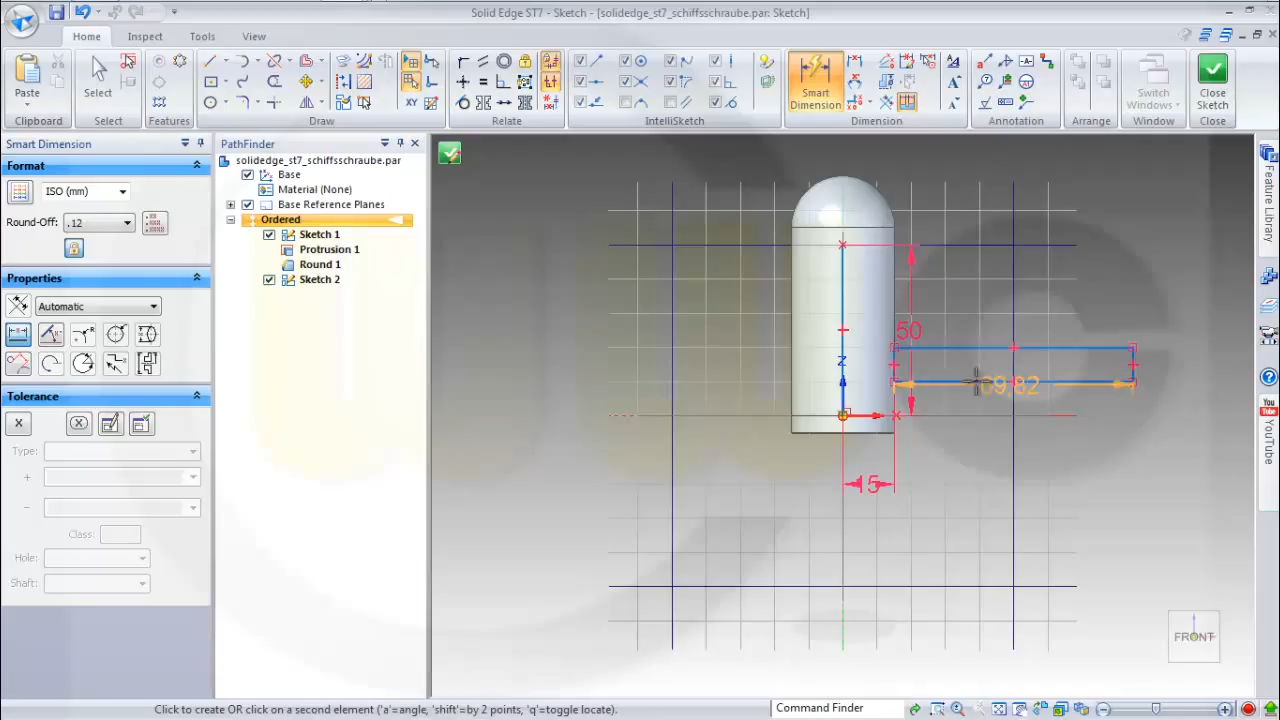 Solid Edge ST7 - Sketch - [solidedge_st7_schiffsschraube.par: Sketch]
Home Inspect Tools View
Paste
Select
Smart Dimension
Switch Windows
Close Sketch
Clipboard Select Features Draw Relate IntelliSketch Dimension Annotation Arrange Window Close
Smart Dimension
Format
ISO (mm)
Round-Off: ,12
Properties
Automatic
Tolerance
Type:
+
−
Class:
Hole:
Shaft:
PathFinder
solidedge_st7_schiffsschraube.par
Base
Material (None)
Base Reference Planes
Ordered
Sketch 1
Protrusion 1
Round 1
Sketch 2
50
Z
69,82
15
FRONT
Feature Library
YouTube
You
Click to create OR click on a second element ('a'=angle, 'shift'=by 2 points, 'q'=toggle locate).
Command Finder